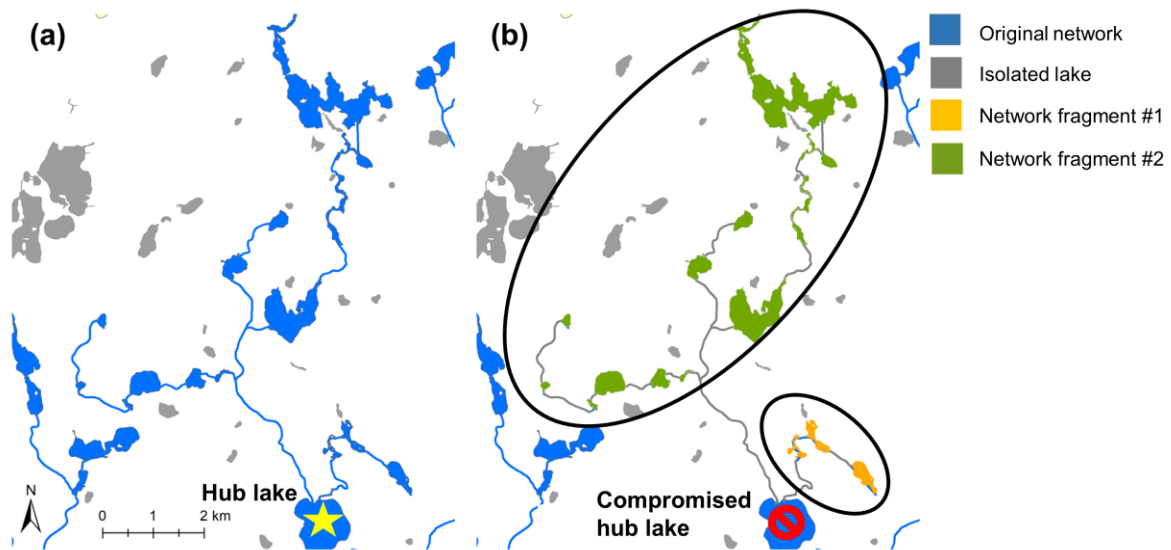 (a)
(b)
Original network
Isolated lake
Network fragment #1
Network fragment #2
Hub lake
Compromised
hub lake
N
0 1 2 km